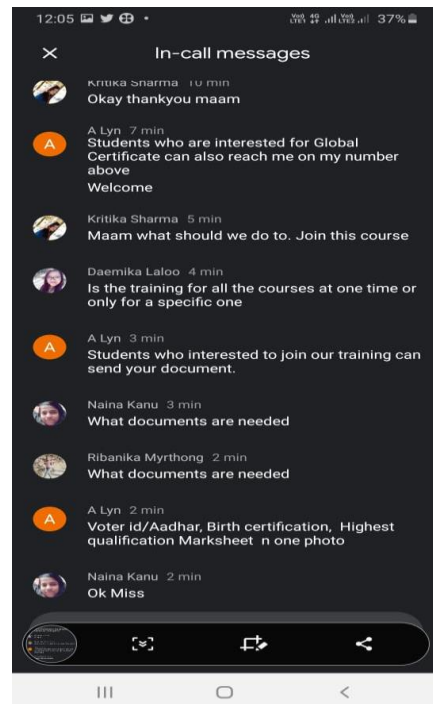 12:05
VoI) 4G VoI)
LTE1 LTE2 37%
In-call messages
Kritika Sharma 10 min
Okay thankyou maam
A
A Lyn 7 min
Students who are interested for Global
Certificate can also reach me on my number
above
Welcome
Kritika Sharma 5 min
Maam what should we do to. Join this course
Daemika Laloo 4 min
Is the training for all the courses at one time or
only for a specific one
A
A Lyn 3 min
Students who interested to join our training can
send your document.
Naina Kanu 3 min
What documents are needed
Ribanika Myrthong 2 min
What documents are needed
A
A Lyn 2 min
Voter id/Aadhar, Birth certification, Highest
qualification Marksheet n one photo
Naina Kanu 2 min
Ok Miss